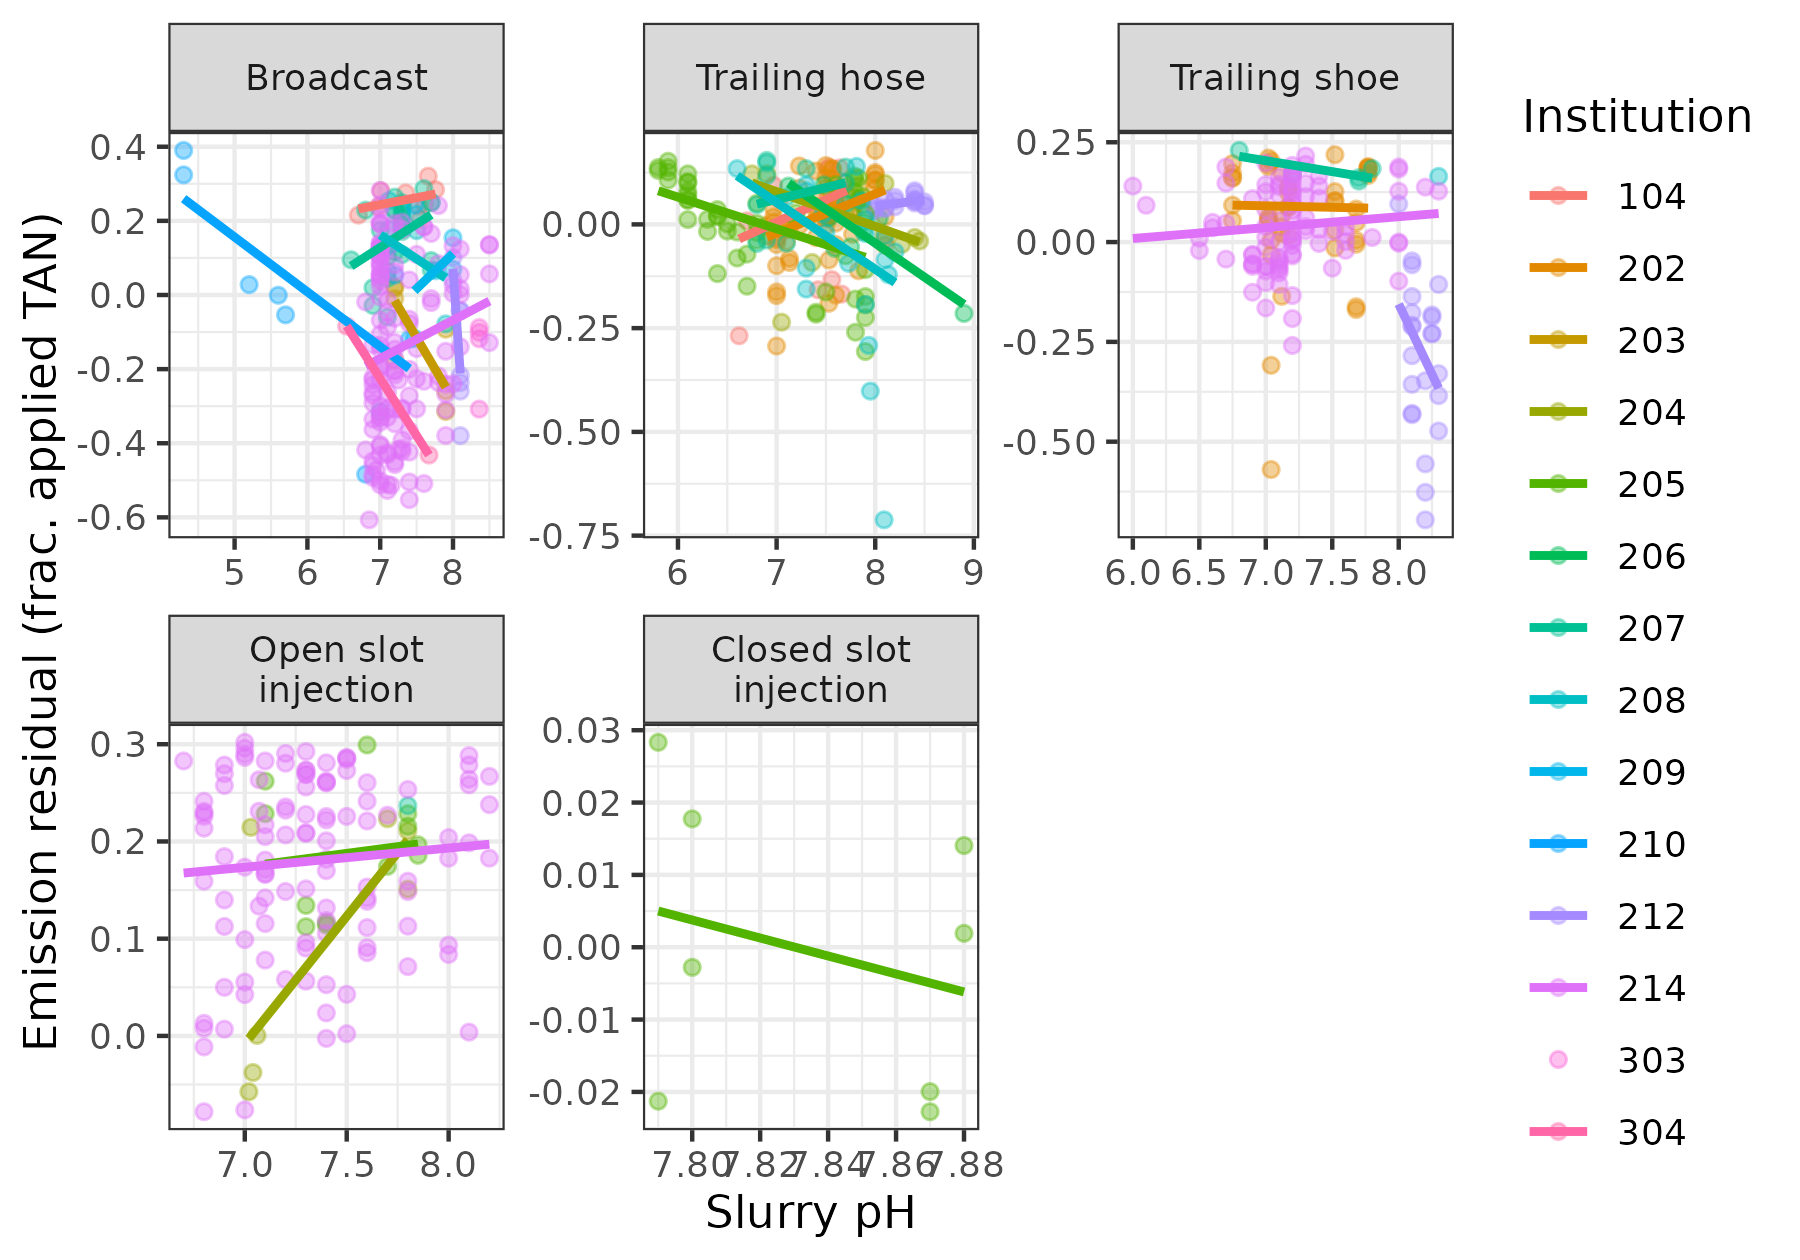 Broadcast
Trailing hose
Trailing shoe
Institution
Emission residual (frac. applied TAN)
0.4
0.2
0.0
-0.2
-0.4
-0.6
5 6 7 8
0.00
-0.25
-0.50
-0.75
6 7 8 9
0.25
0.00
-0.25
-0.50
6.0 6.5 7.0 7.5 8.0
Open slot
injection
0.3
0.2
0.1
0.0
7.0 7.5 8.0
Closed slot
injection
0.03
0.02
0.01
0.00
-0.01
-0.02
7.80 7.82 7.84 7.86 7.88
Slurry pH
104
202
203
204
205
206
207
208
209
210
212
214
303
304